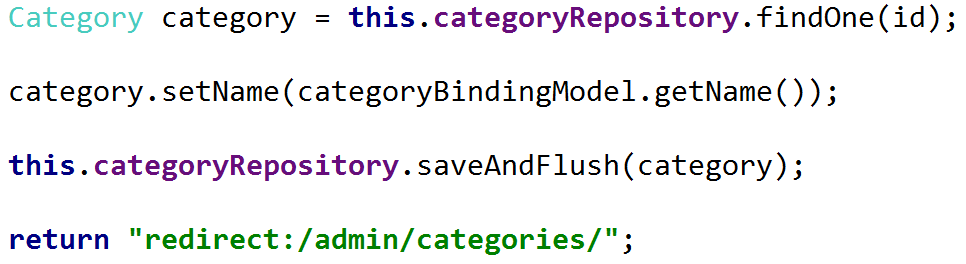 Category category = this.categoryRepository.findOne(id);
category.setName(categoryBindingModel.getName());
this.categoryRepository.saveAndFlush(category);
return "redirect:/admin/categories/";